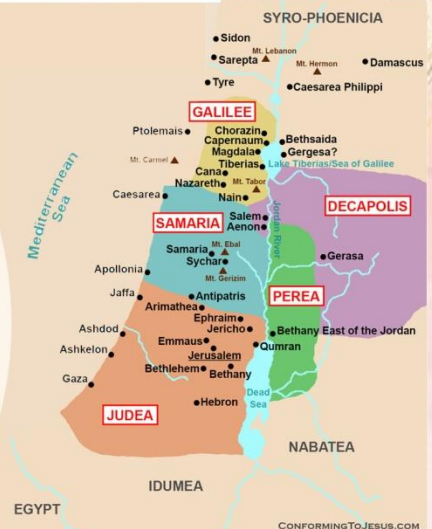 SYRO-PHOENICIA
Sidon
Mt. Lebanon
Sarepta
Mt. Hermon
Damascus
Tyre
Caesarea Philippi
GALILEE
Ptolemais
Chorazin
Capernaum
Bethsaida
Magdala
Gergesa?
Mt. Carmel
Tiberias
Lake Tiberias/Sea of Galilee
Cana
Nazareth
Mt. Tabor
Caesarea
Nain
Mediterranean
Sea
DECAPOLIS
SAMARIA
Salem
Aenon
Jordan River
Samaria
Mt. Ebal
Sychar
Gerasa
Apollonia
Mt. Gerizim
Jaffa
Antipatris
PEREA
Arimathea
Ephraim
Ashdod
Jericho
Bethany East of the Jordan
Emmaus
Qumran
Ashkelon
Jerusalem
Bethlehem
Bethany
Gaza
Dead
Sea
Hebron
JUDEA
NABATEA
IDUMEA
EGYPT
CONFORMINGTOJESUS.COM